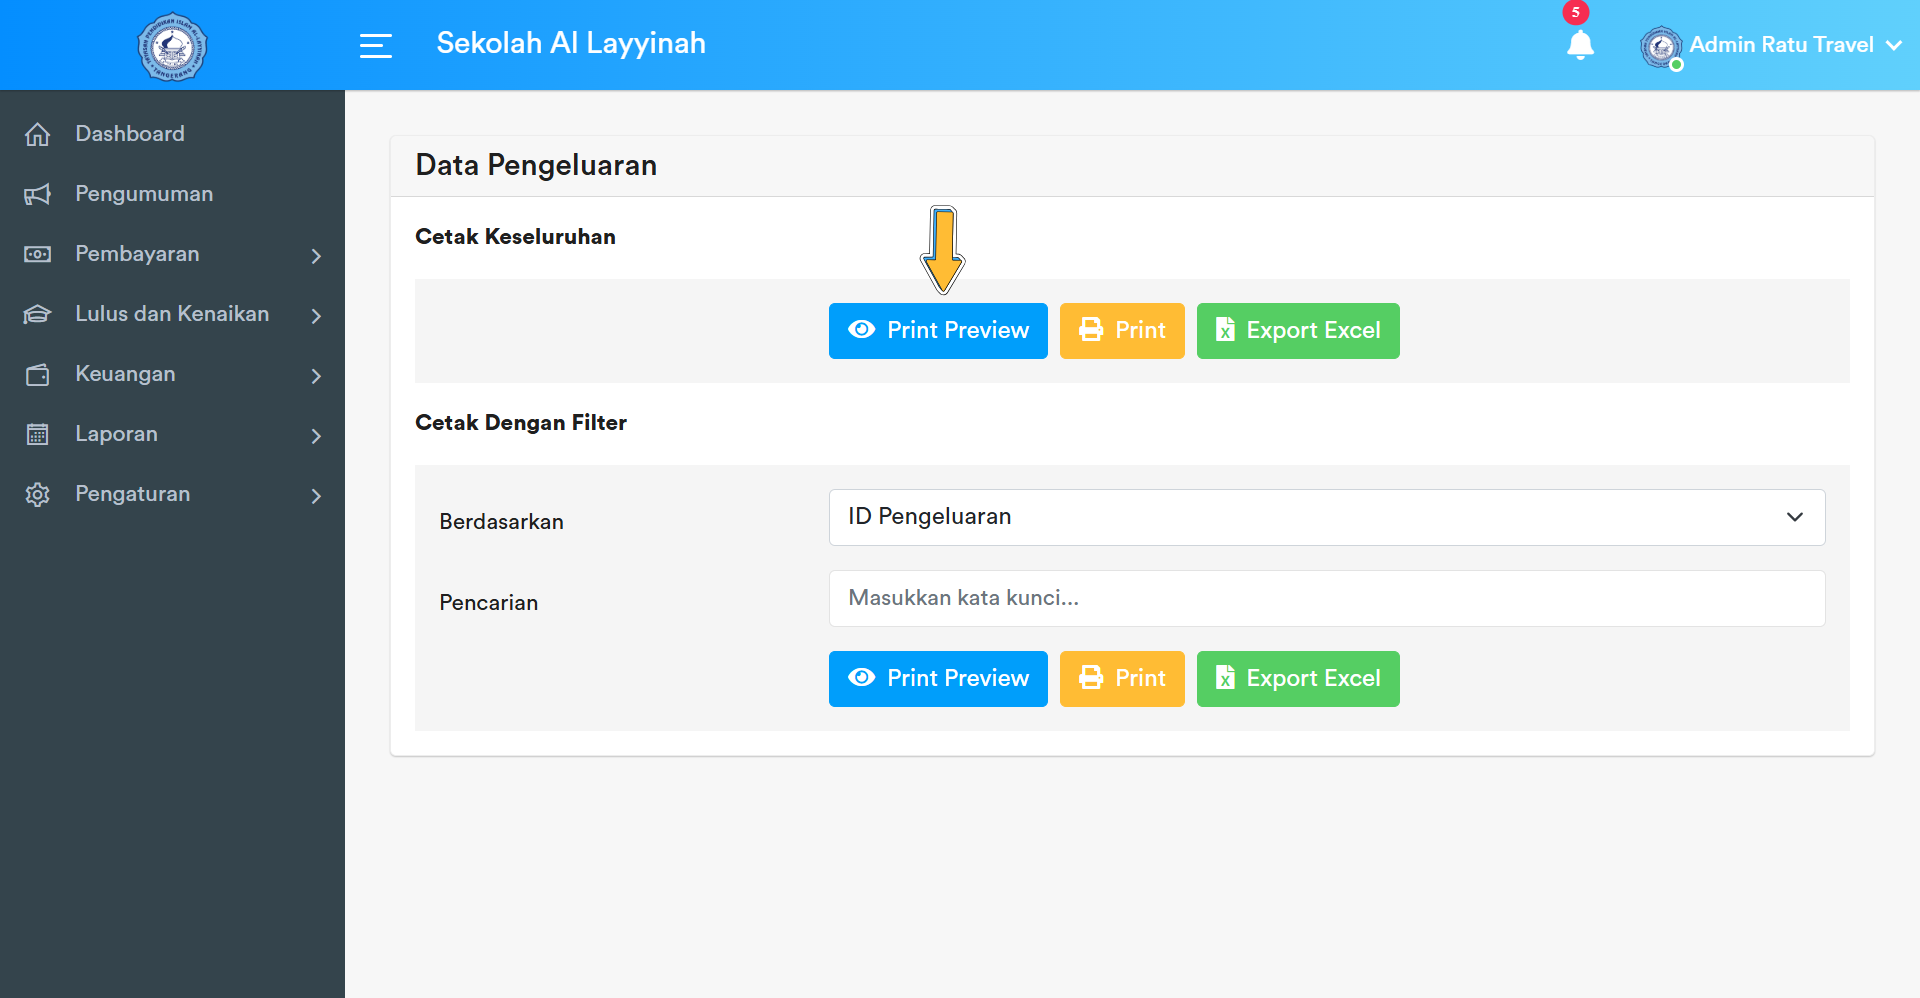 Sekolah Al Layyinah
5
Admin Ratu Travel
Dashboard
Pengumuman
Pembayaran
Lulus dan Kenaikan
Keuangan
Laporan
Pengaturan
Data Pengeluaran
Cetak Keseluruhan
Print Preview
Print
Export Excel
Cetak Dengan Filter
Berdasarkan
ID Pengeluaran
Pencarian
Masukkan kata kunci...
Print Preview
Print
Export Excel